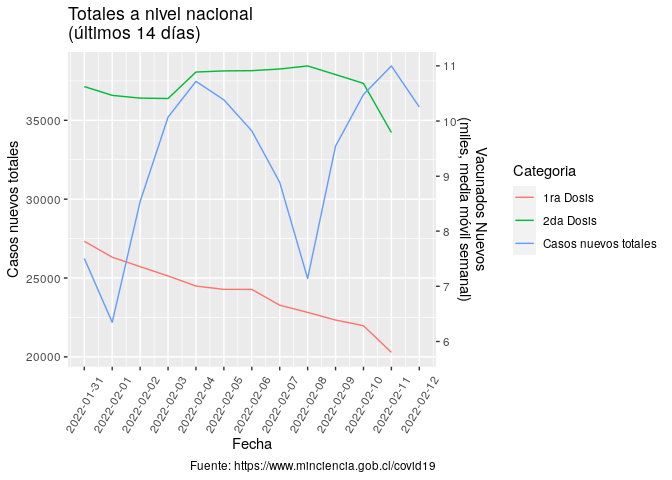 Totales a nivel nacional
(últimos 14 días)
Casos nuevos totales
35000
30000
25000
20000
11
10
9
8
7
6
Vacunados Nuevos
(miles, media móvil semanal)
2022-01-31
2022-02-01
2022-02-02
2022-02-03
2022-02-04
2022-02-05
2022-02-06
2022-02-07
2022-02-08
2022-02-09
2022-02-10
2022-02-11
2022-02-12
Fecha
Categoria
1ra Dosis
2da Dosis
Casos nuevos totales
Fuente: https://www.minciencia.gob.cl/covid19